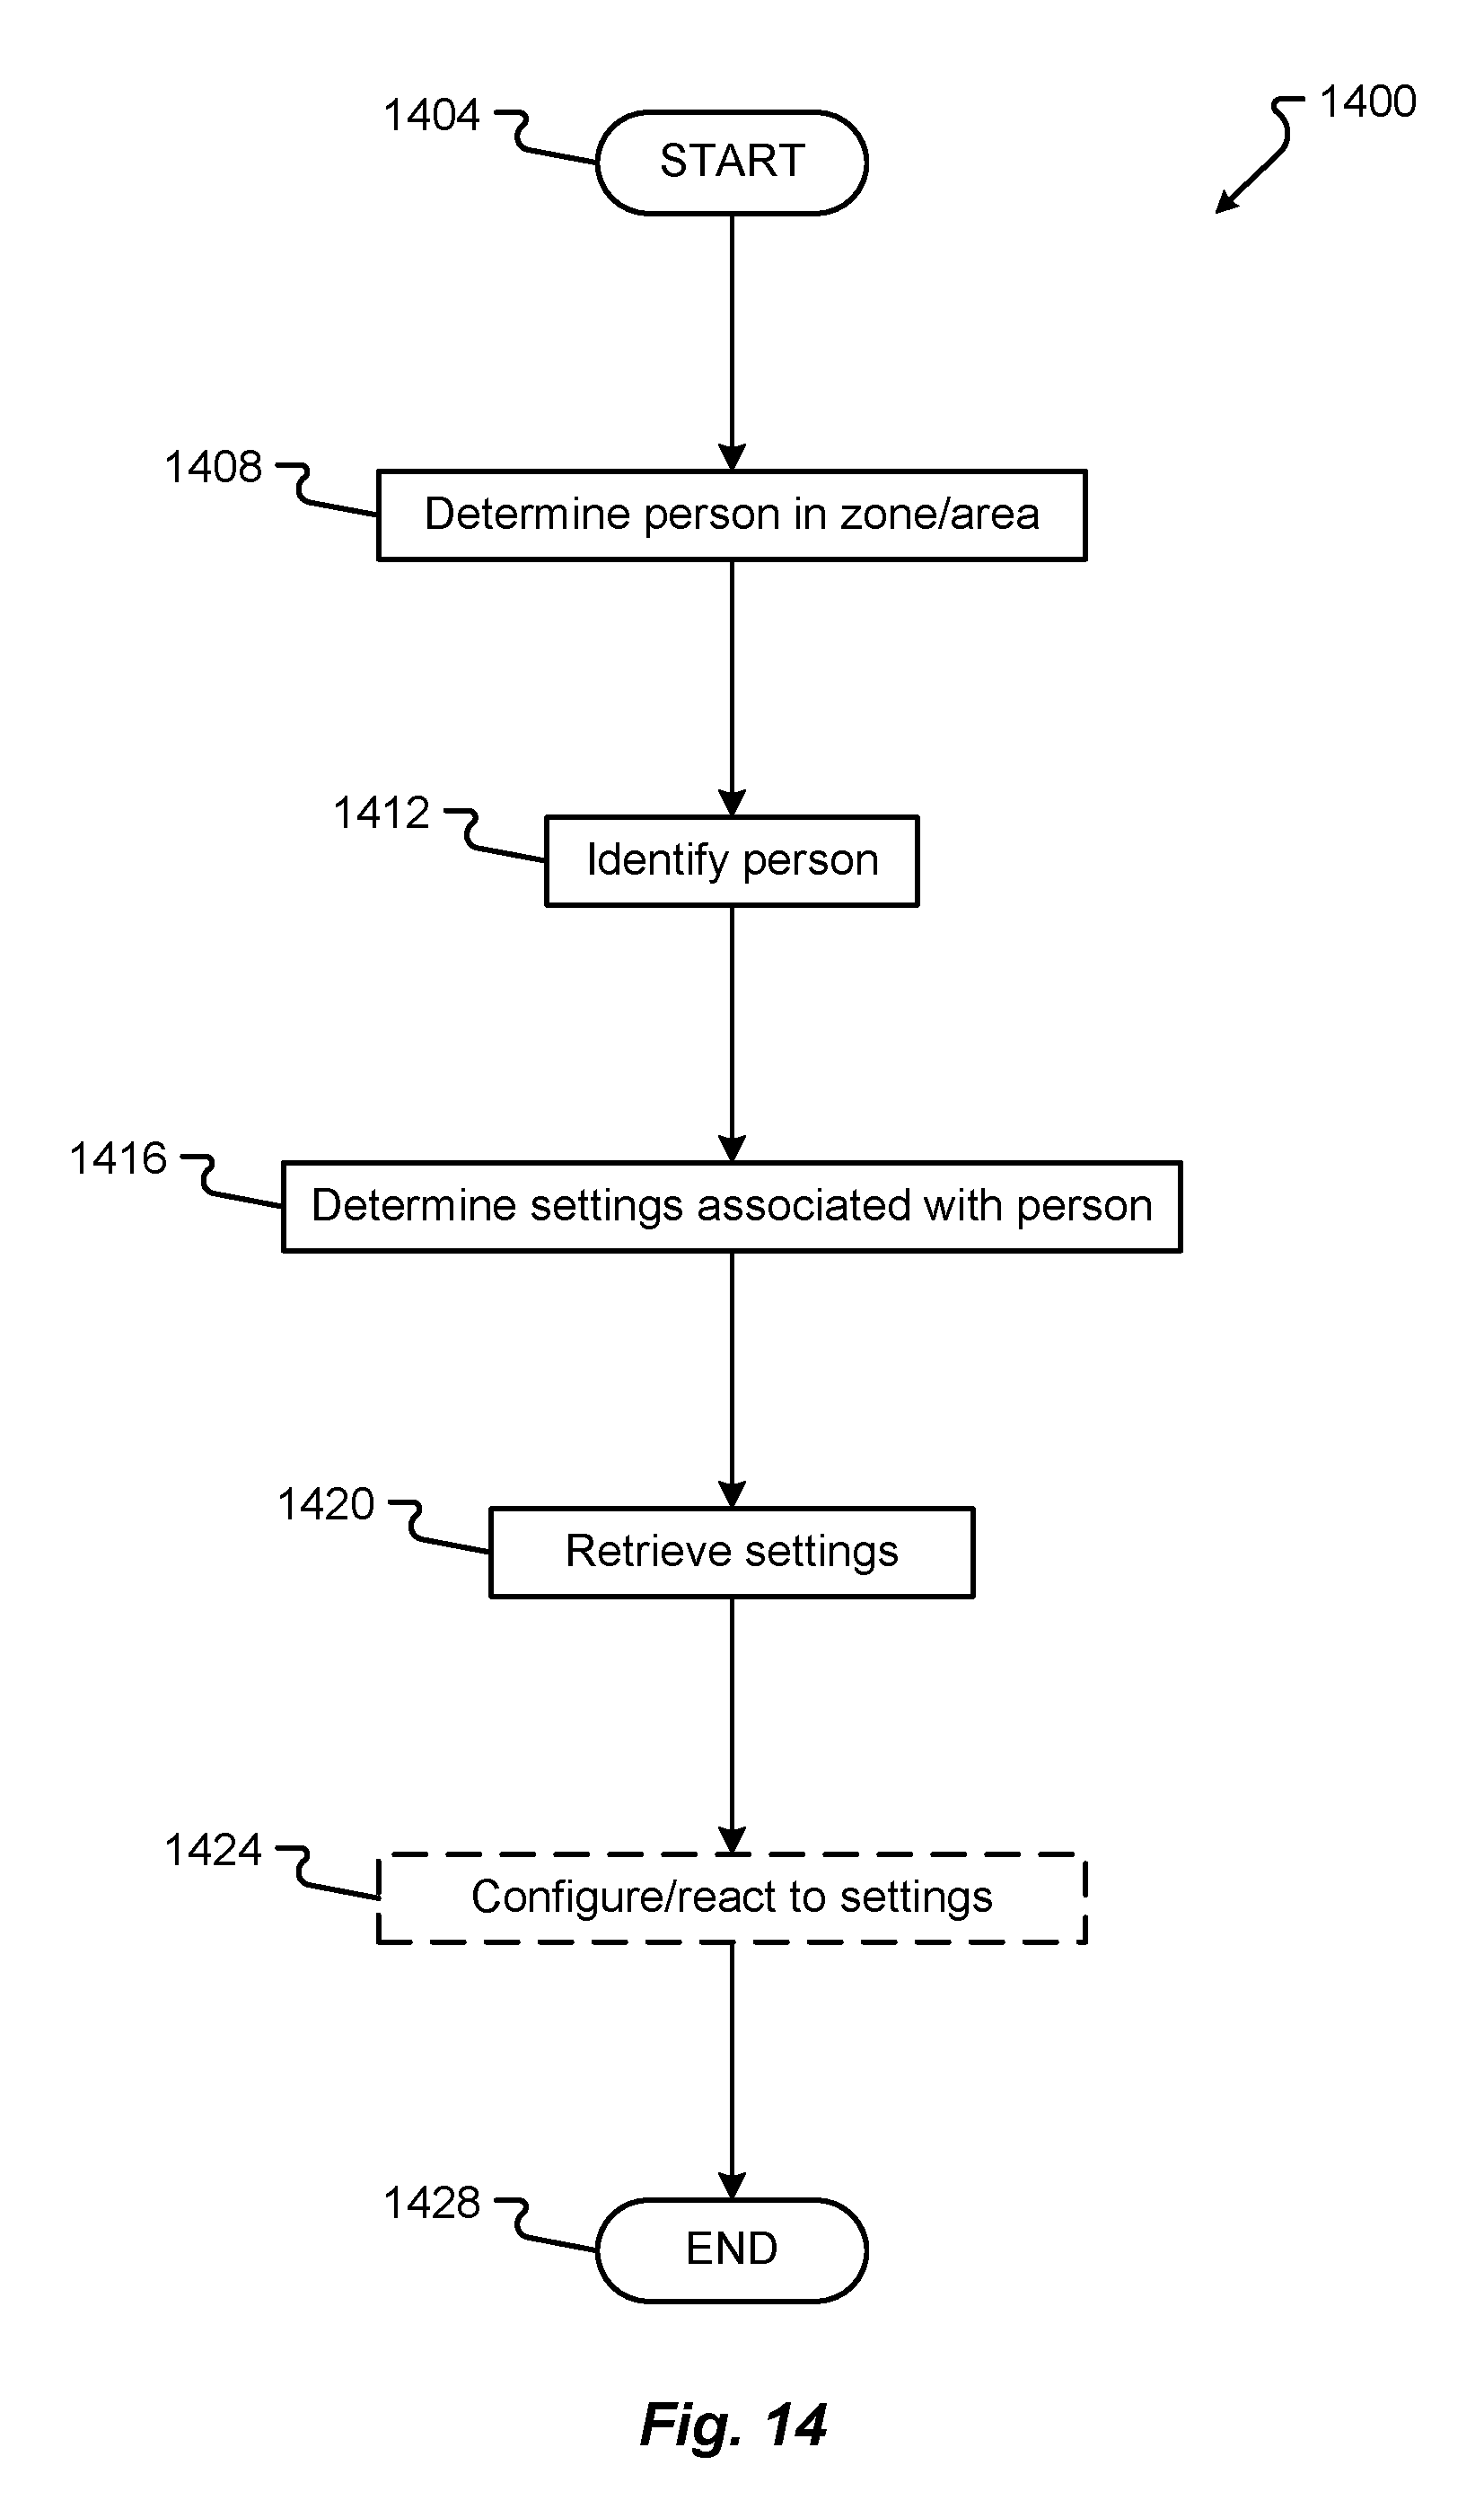 1400
1404
START
1408
Determine person in zone/area
1412
Identify person
1416
Determine settings associated with person
1420
Retrieve settings
1424
Configure/react to settings
1428
END
Fig. 14